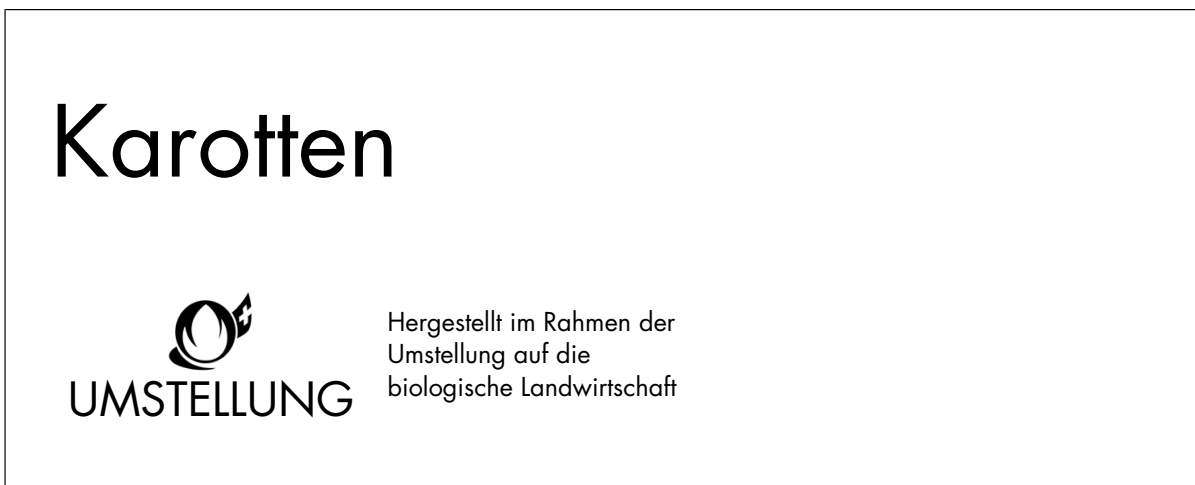 Karotten
UMSTELLUNG
Hergestellt im Rahmen der
Umstellung auf die
biologische Landwirtschaft